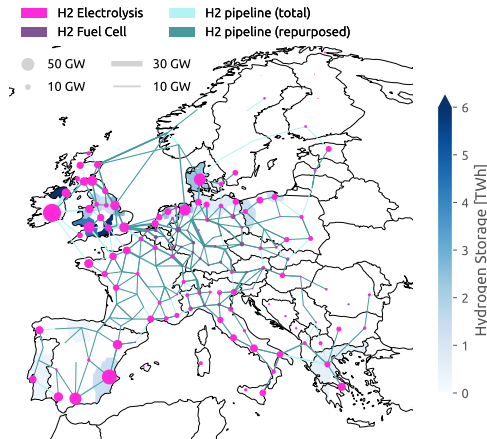 H2 Electrolysis
H2 Fuel Cell
H2 pipeline (total)
H2 pipeline (repurposed)
50 GW
10 GW
30 GW
10 GW
6
5
4
3
2
1
0
Hydrogen Storage [TWh]